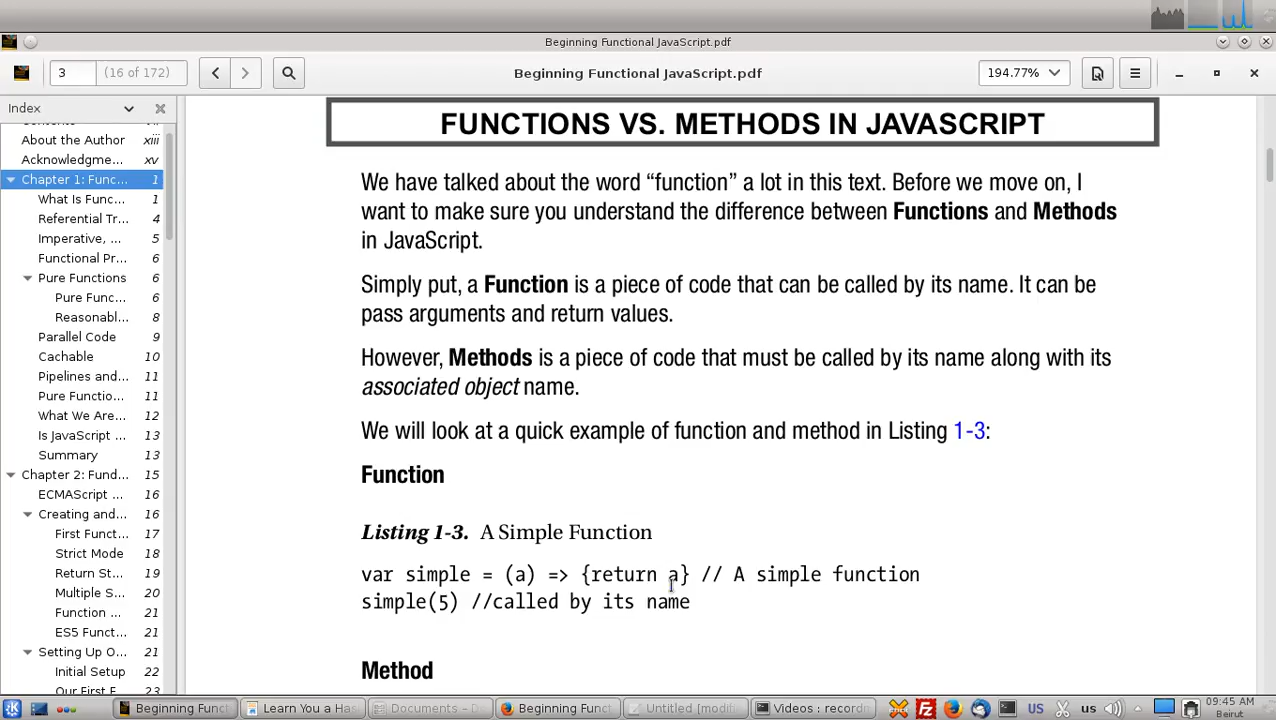 Beginning Functional JavaScript.pdf
3 (16 of 172)
Beginning Functional JavaScript.pdf
194.77%
Index
About the Author xiii
Acknowledgme... xv
Chapter 1: Func... 1
What Is Func... 1
Referential Tr... 4
Imperative, ... 5
Functional Pr... 6
Pure Functions 6
Pure Func... 6
Reasonabl... 8
Parallel Code 9
Cachable 10
Pipelines and... 11
Pure Functio... 11
What We Are... 12
Is JavaScript ... 13
Summary 13
Chapter 2: Fund... 15
ECMAScript ... 16
Creating and... 16
First Funct... 17
Strict Mode 18
Return St... 19
Multiple S... 20
Function ... 21
ES5 Funct... 21
Setting Up O... 21
Initial Setup 22
Our First F... 23
FUNCTIONS VS. METHODS IN JAVASCRIPT
We have talked about the word “function” a lot in this text. Before we move on, I
want to make sure you understand the difference between Functions and Methods
in JavaScript.
Simply put, a Function is a piece of code that can be called by its name. It can be
pass arguments and return values.
However, Methods is a piece of code that must be called by its name along with its
associated object name.
We will look at a quick example of function and method in Listing 1-3:
Function
Listing 1-3. A Simple Function
var simple = (a) => {return a} // A simple function
simple(5) //called by its name
Method
Beginning Func
Learn You a Has
Documents – D
Beginning Funct
Untitled [modifi
Videos : recordin
US
us
09:45 AM
Beirut